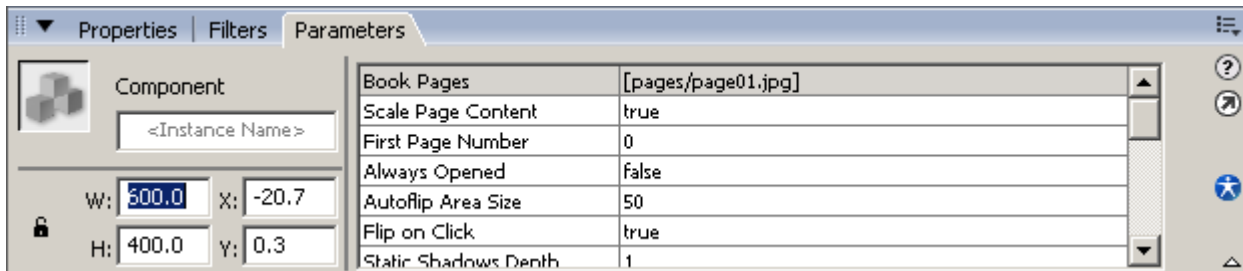 Properties | Filters Parameters
Component
<Instance Name>
W: 600.0 X: -20.7
H: 400.0 Y: 0.3
Book Pages [pages/page01.jpg]
Scale Page Content true
First Page Number 0
Always Opened false
Autoflip Area Size 50
Flip on Click true
Static Shadows Depth 1
?